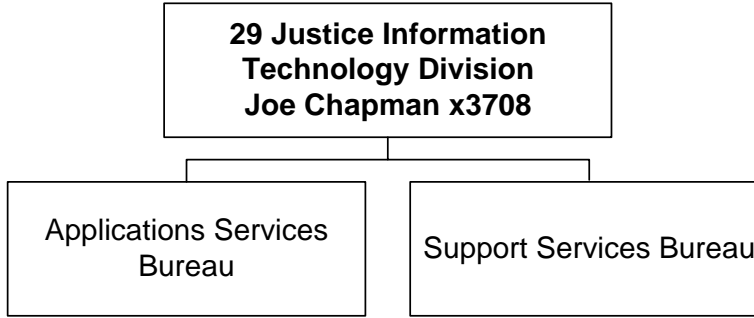 29 Justice Information
Technology Division
Joe Chapman x3708
Applications Services
Bureau
Support Services Bureau